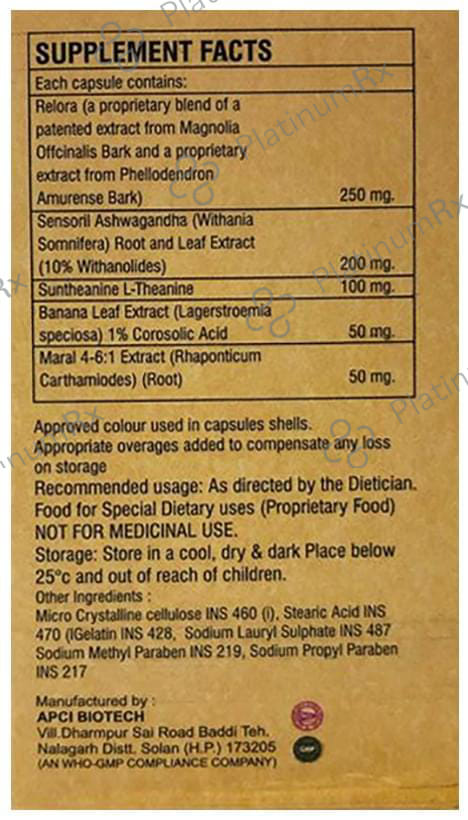 SUPPLEMENT FACTS
Each capsule contains:
Relora (a proprietary blend of a
patented extract from Magnolia
Offcinalis Bark and a proprietary
extract from Phellodendron
Amurense Bark) 250 mg.
Sensoril Ashwagandha (Withania
Somnifera) Root and Leaf Extract
(10% Withanolides) 200 mg.
Suntheanine L-Theanine 100 mg.
Banana Leaf Extract (Lagerstroemia
speciosa) 1% Corosolic Acid 50 mg.
Maral 4-6:1 Extract (Rhaponticum
Carthamiodes) (Root) 50 mg.
Approved colour used in capsules shells.
Appropriate overages added to compensate any loss
on storage
Recommended usage: As directed by the Dietician.
Food for Special Dietary uses (Proprietary Food)
NOT FOR MEDICINAL USE.
Storage: Store in a cool, dry & dark Place below
25°c and out of reach of children.
Other Ingredients :
Micro Crystalline cellulose INS 460 (i), Stearic Acid INS
470 (IGelatin INS 428, Sodium Lauryl Sulphate INS 487
Sodium Methyl Paraben INS 219, Sodium Propyl Paraben
INS 217
Manufactured by :
APCI BIOTECH
Vill.Dharmpur Sai Road Baddi Teh.
Nalagarh Distt. Solan (H.P.) 173205
(AN WHO-GMP COMPLIANCE COMPANY)
GMP
PlatinumRx
PlatinumRx